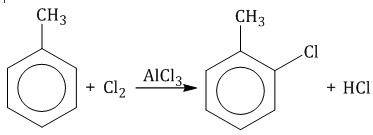 CH₃ CH₃
Cl
+ Cl₂ AlCl₃ + HCl